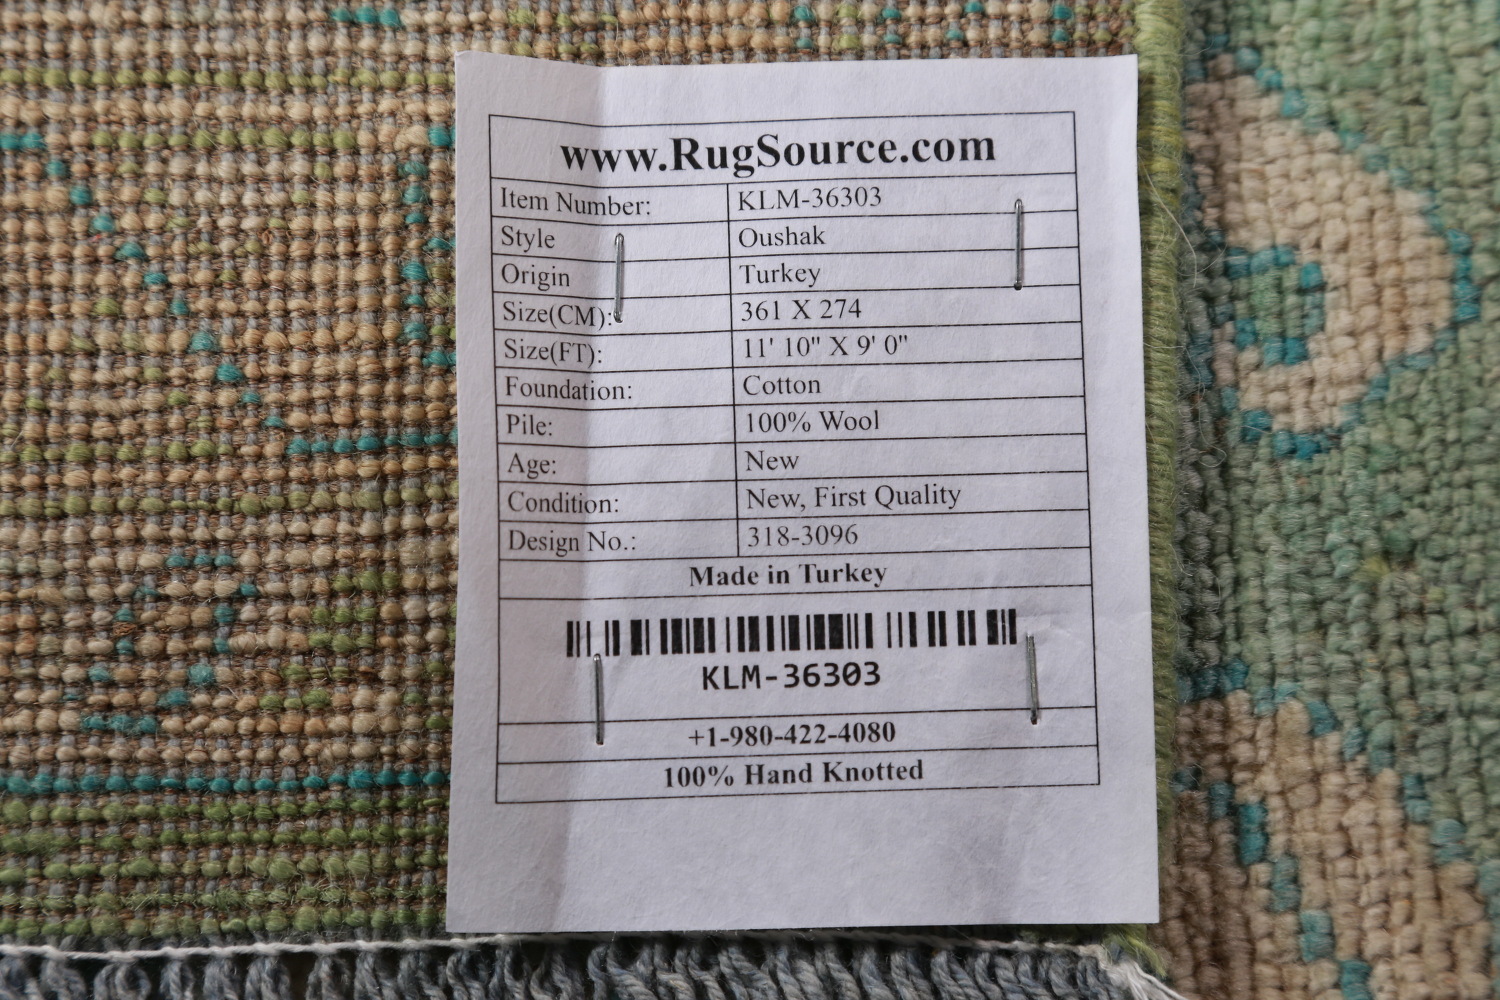 www.RugSource.com
Item Number: KLM-36303
Style Oushak
Origin Turkey
Size(CM): 361 X 274
Size(FT): 11' 10" X 9' 0"
Foundation: Cotton
Pile: 100% Wool
Age: New
Condition: New, First Quality
Design No.: 318-3096
Made in Turkey
KLM-36303
+1-980-422-4080
100% Hand Knotted